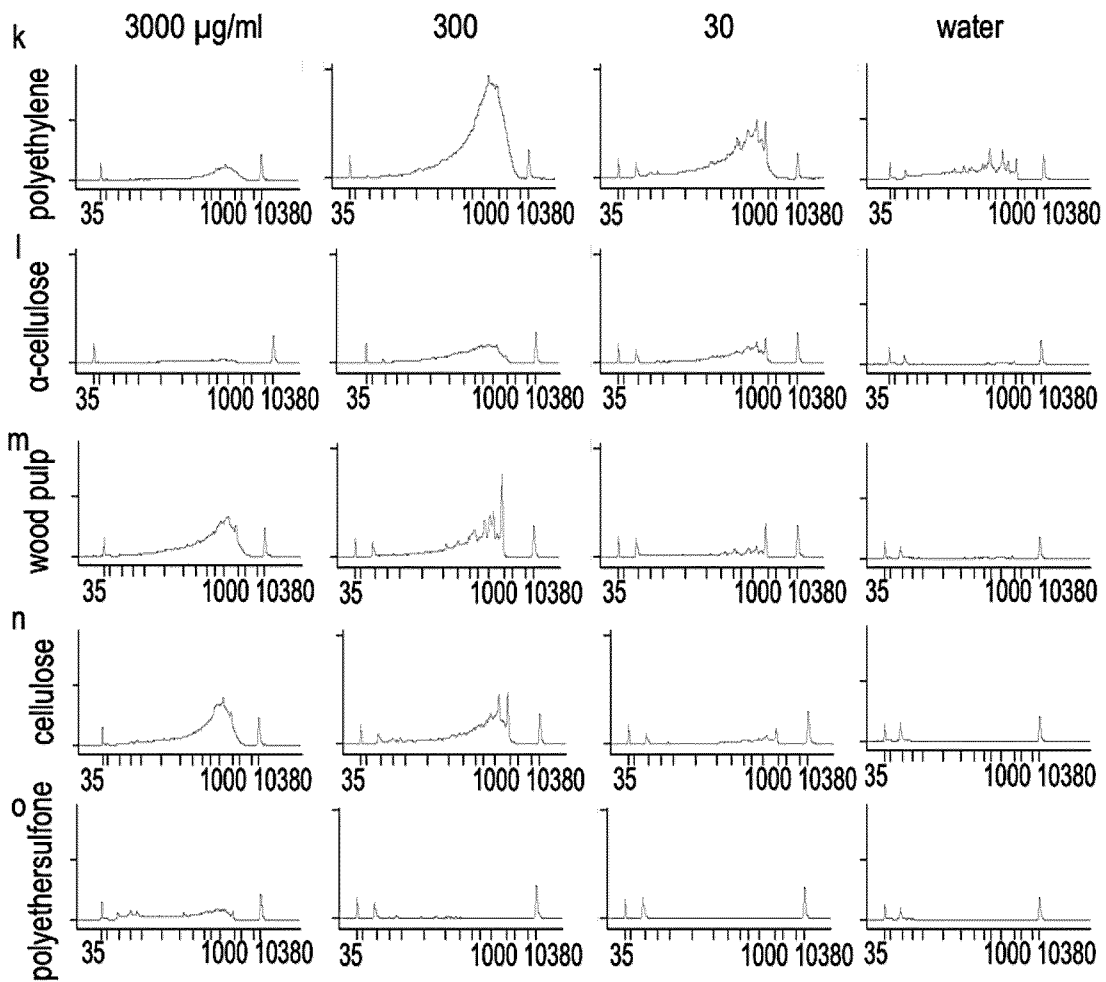 3000 µg/ml 300 30 water
k
polyethylene
35 1000 10380 35 1000 10380 35 1000 10380 35 1000 10380
l
α-cellulose
35 1000 10380 35 1000 10380 35 1000 10380 35 1000 10380
m
wood pulp
35 1000 10380 35 1000 10380 35 1000 10380 35 1000 10380
n
cellulose
35 1000 10380 35 1000 10380 35 1000 10380 35 1000 10380
o
polyethersulfone
35 1000 10380 35 1000 10380 35 1000 10380 35 1000 10380